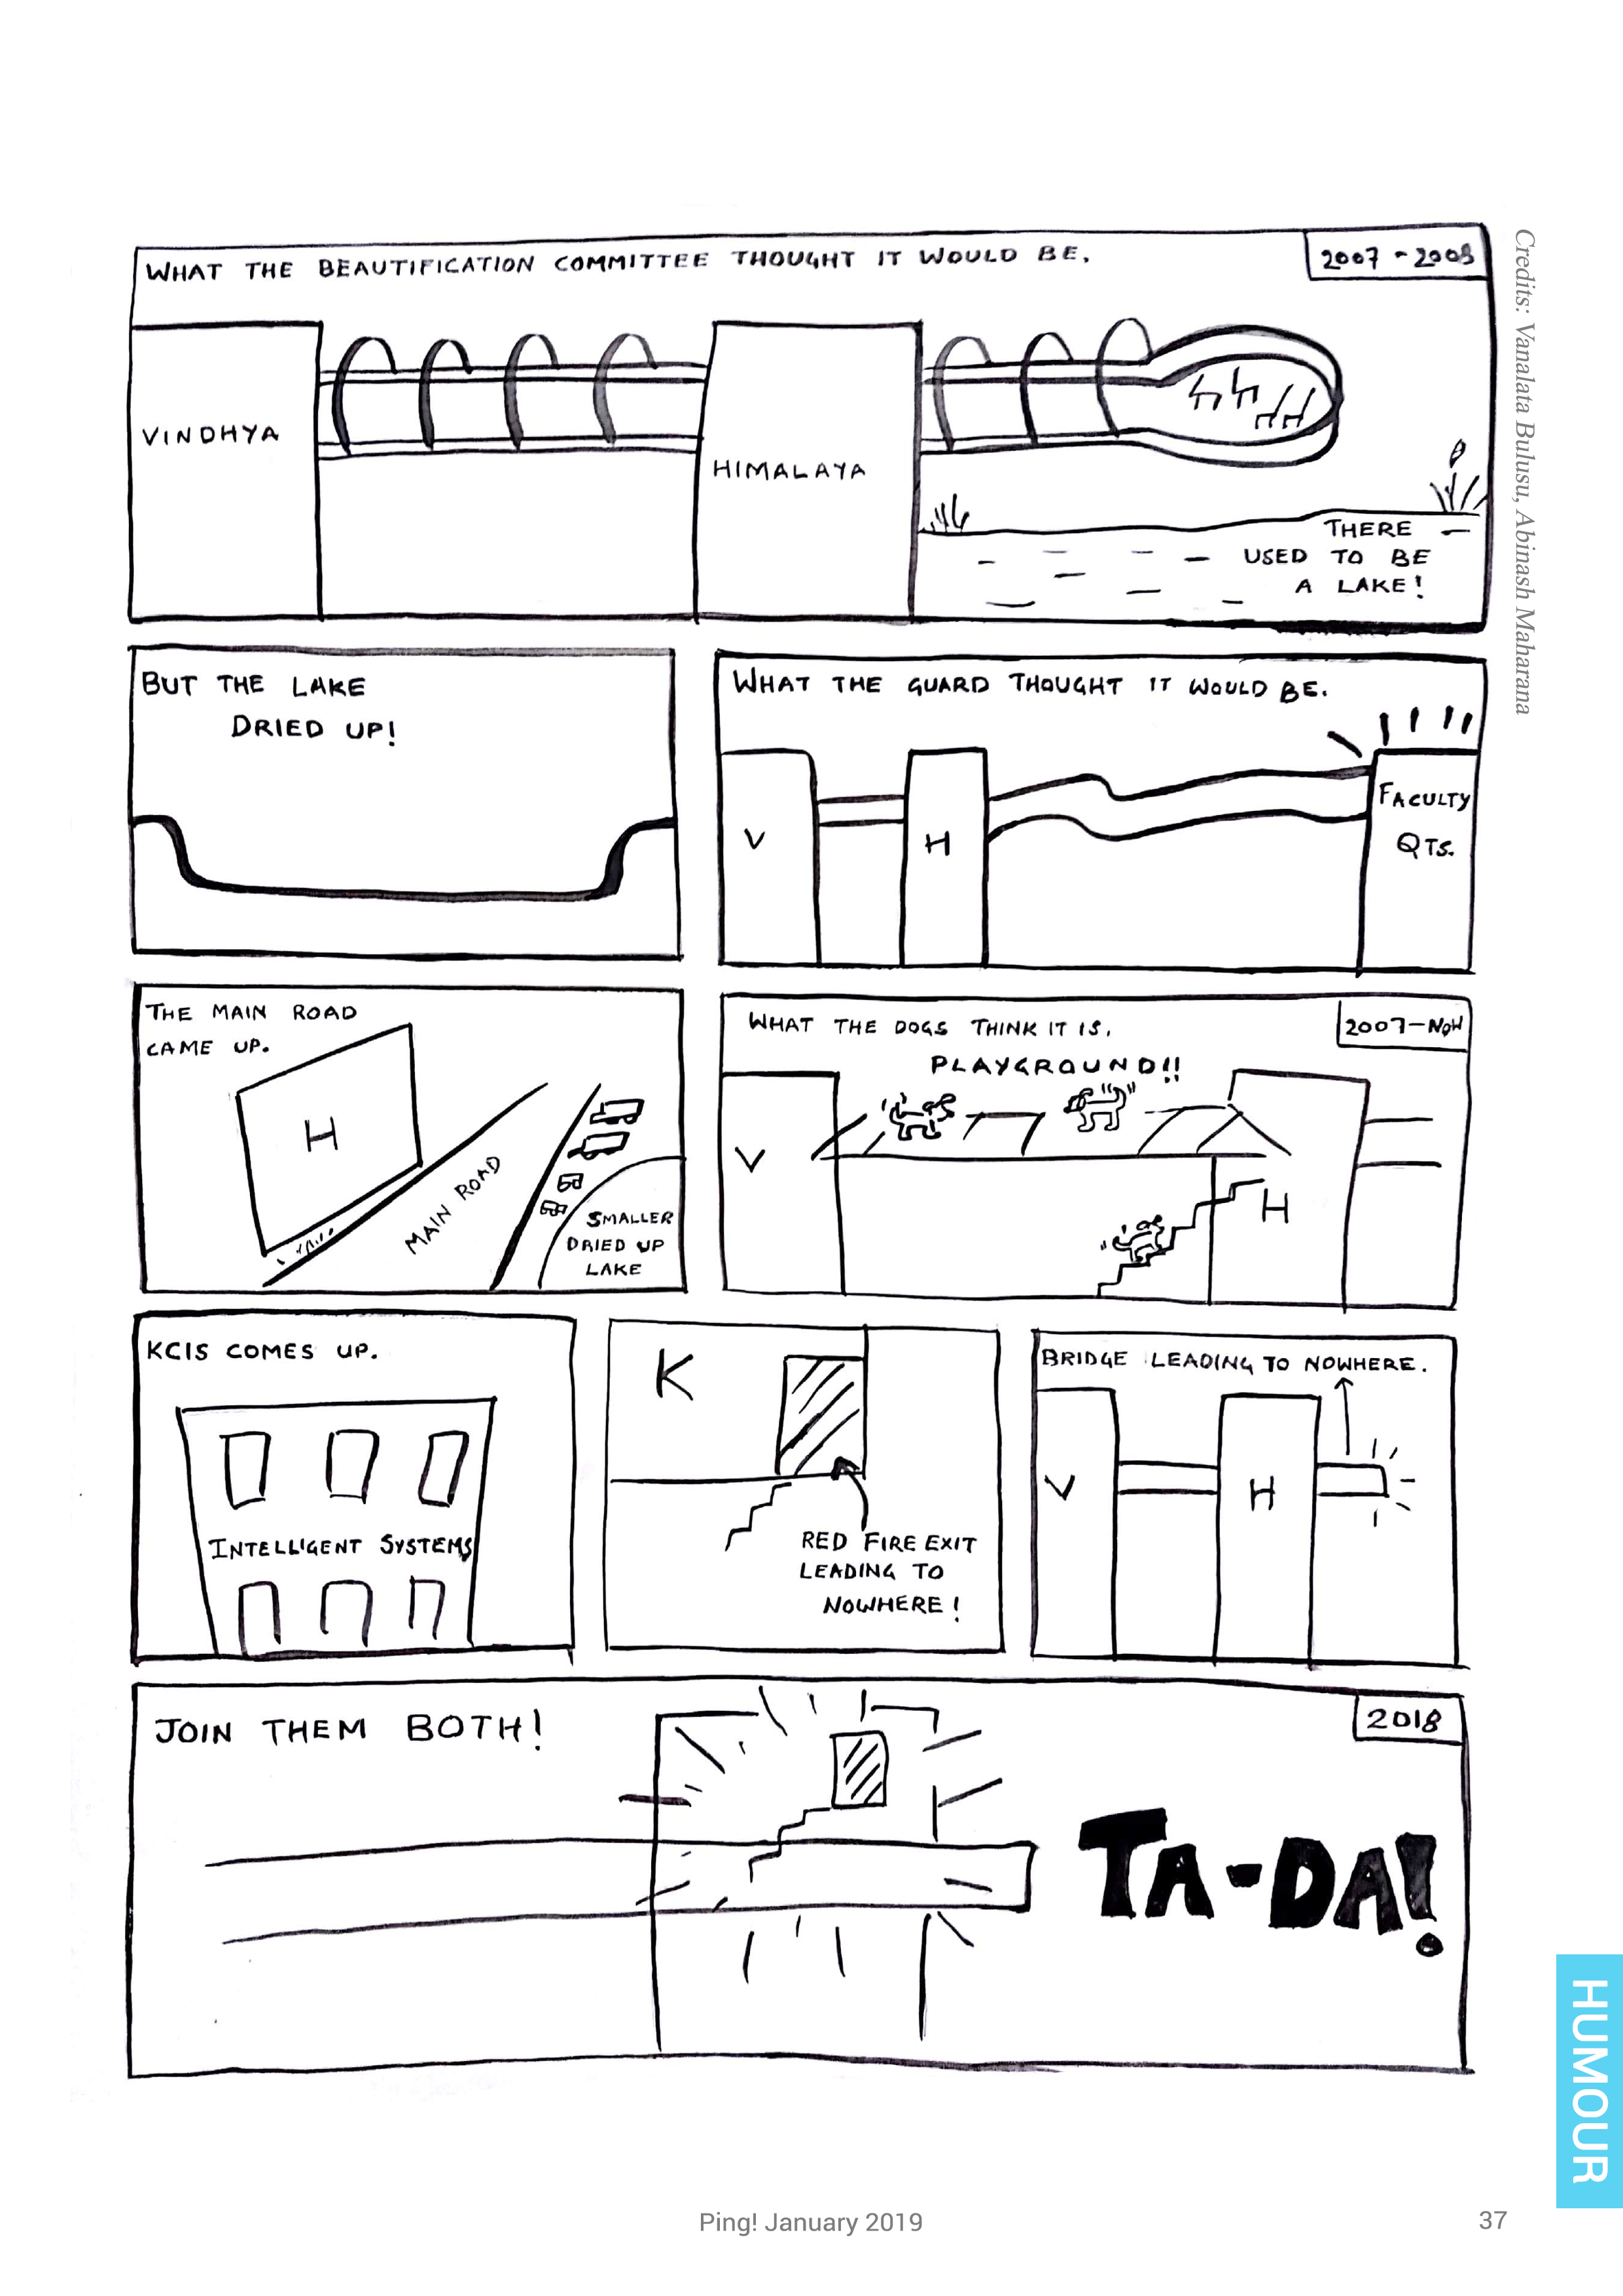 WHAT THE BEAUTIFICATION COMMITTEE THOUGHT IT WOULD BE.
2007 - 2008
VINDHYA
HIMALAYA
THERE
USED TO BE
A LAKE!
BUT THE LAKE
DRIED UP!
WHAT THE GUARD THOUGHT IT WOULD BE.
V
H
FACULTY
QTS.
THE MAIN ROAD
CAME UP.
H
MAIN ROAD
SMALLER
DRIED UP
LAKE
WHAT THE DOGS THINK IT IS.
2007-NOW
PLAYGROUND!!
V
H
KCIS COMES UP.
INTELLIGENT SYSTEMS
K
RED FIRE EXIT
LEADING TO
NOWHERE!
BRIDGE LEADING TO NOWHERE.
V
H
JOIN THEM BOTH!
2018
TA-DA!
Credits: Vanalata Bulusu, Abinash Maharana
HUMOUR
Ping! January 2019
37